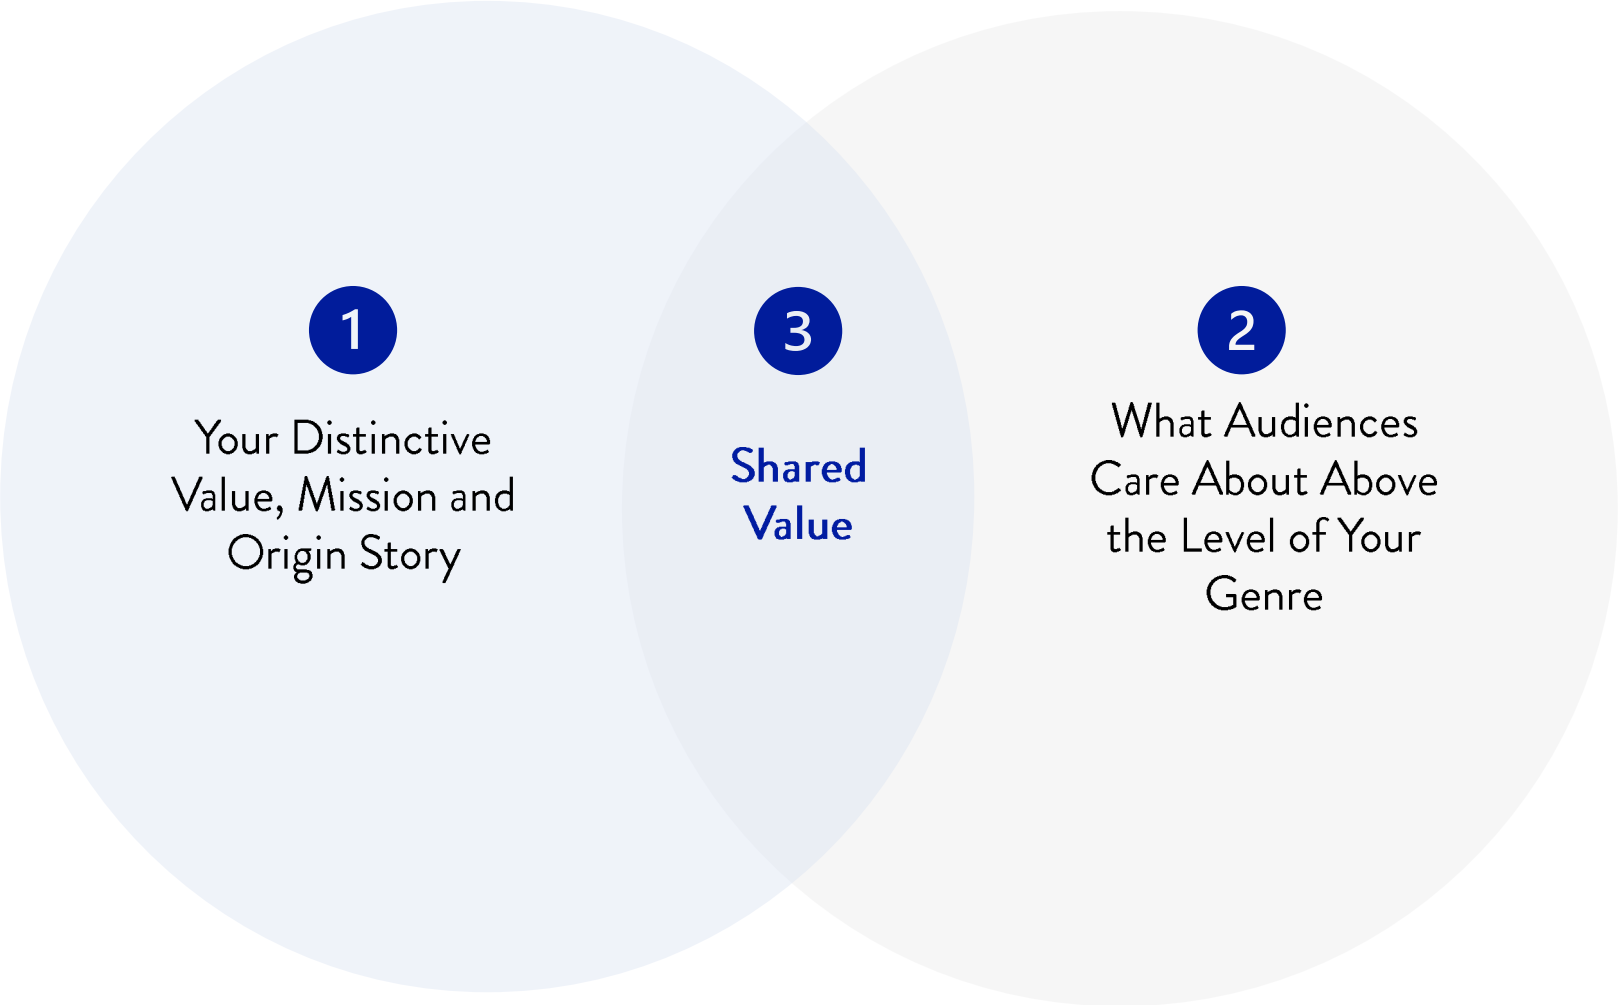 1
Your Distinctive
Value, Mission and
Origin Story
3
Shared
Value
2
What Audiences
Care About Above
the Level of Your
Genre